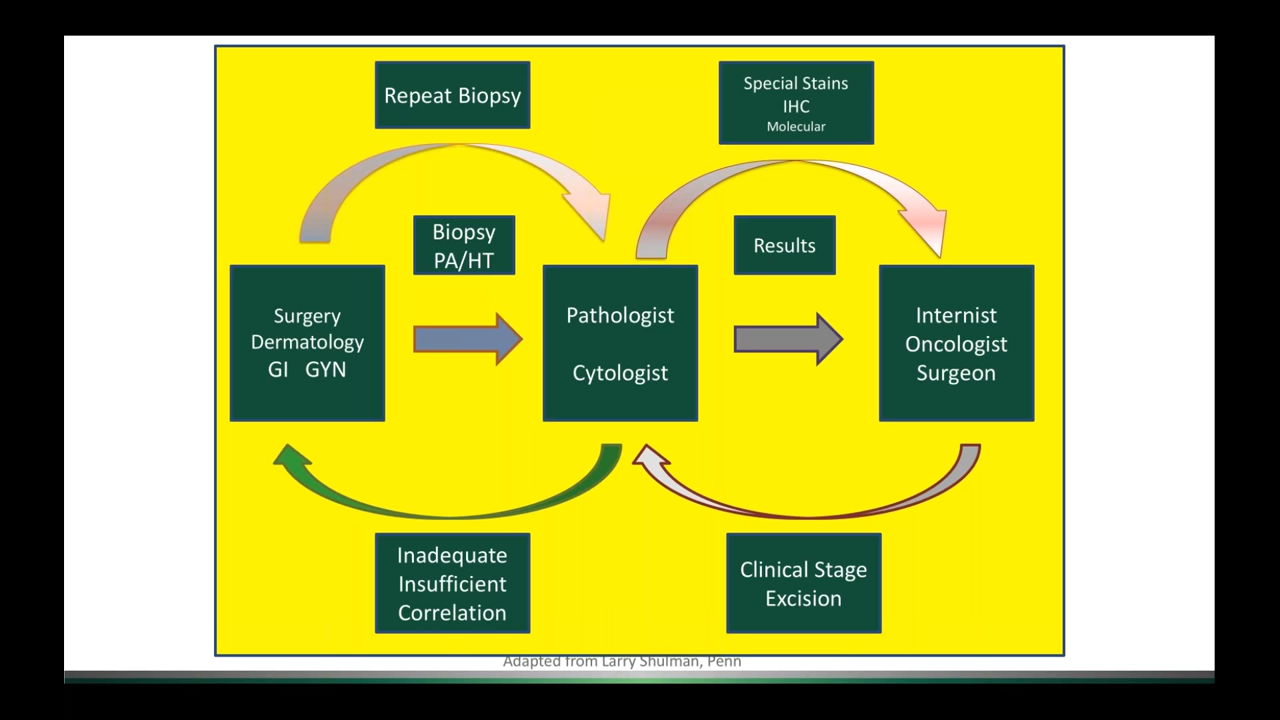 Repeat Biopsy
Special Stains
IHC
Molecular
Biopsy
PA/HT
Results
Surgery
Dermatology
GI GYN
Pathologist
Cytologist
Internist
Oncologist
Surgeon
Inadequate
Insufficient
Correlation
Clinical Stage
Excision
Adapted from Larry Shulman, Penn